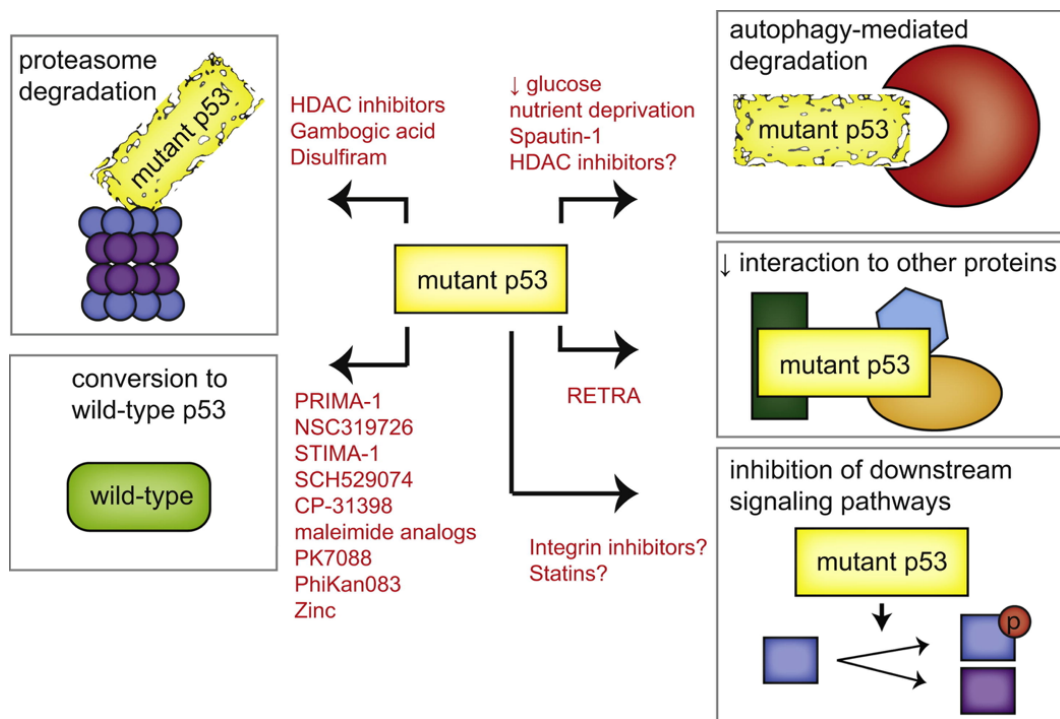 proteasome
degradation
mutant p53
HDAC inhibitors
Gambogic acid
Disulfiram
↓ glucose
nutrient deprivation
Spautin-1
HDAC inhibitors?
autophagy-mediated
degradation
mutant p53
mutant p53
↓ interaction to other proteins
mutant p53
conversion to
wild-type p53
wild-type
PRIMA-1
NSC319726
STIMA-1
SCH529074
CP-31398
maleimide analogs
PK7088
PhiKan083
Zinc
RETRA
Integrin inhibitors?
Statins?
inhibition of downstream
signaling pathways
mutant p53
p